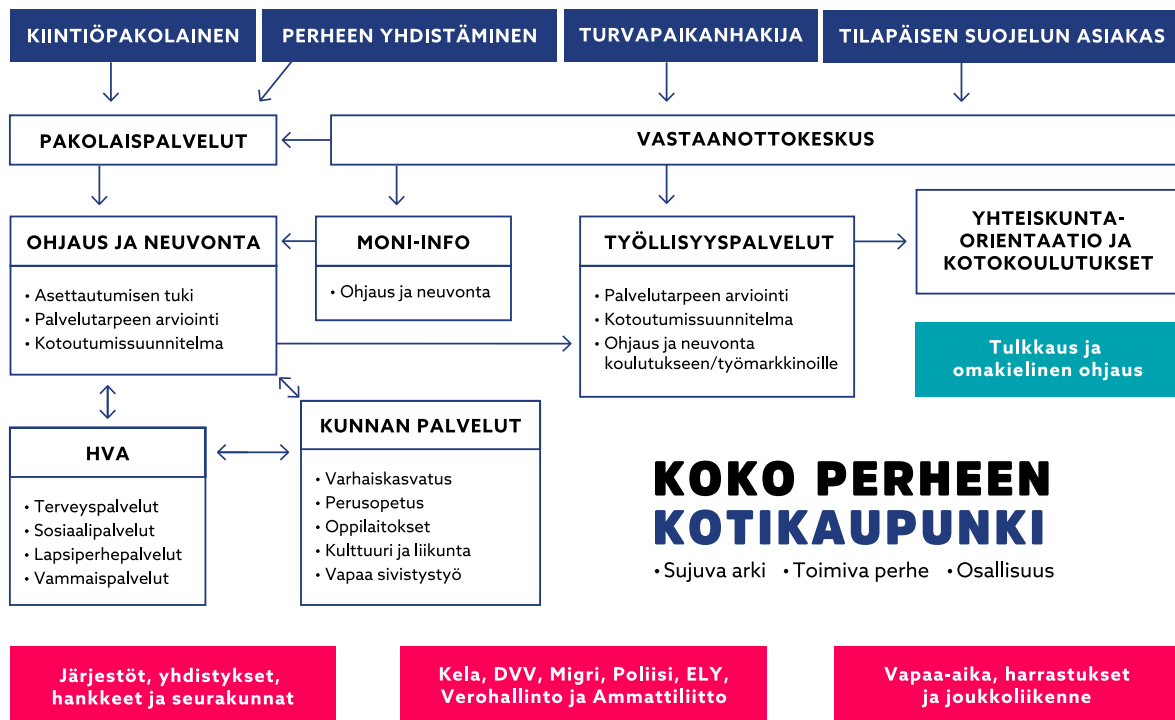 KIINTIÖPAKOLAINEN
PERHEEN YHDISTÄMINEN
TURVAPAIKANHAKIJA
TILAPÄISEN SUOJELUN ASIAKAS
PAKOLAISPALVELUT
VASTAANOTTOKESKUS
OHJAUS JA NEUVONTA
• Asettautumisen tuki
• Palvelutarpeen arviointi
• Kotoutumissuunnitelma
MONI-INFO
• Ohjaus ja neuvonta
TYÖLLISYYSPALVELUT
• Palvelutarpeen arviointi
• Kotoutumissuunnitelma
• Ohjaus ja neuvonta
koulutukseen/työmarkkinoille
YHTEISKUNTA-
ORIENTAATIO JA
KOTOKOULUTUKSET
Tulkkaus ja
omakielinen ohjaus
HVA
• Terveyspalvelut
• Sosiaalipalvelut
• Lapsiperhepalvelut
• Vammaispalvelut
KUNNAN PALVELUT
• Varhaiskasvatus
• Perusopetus
• Oppilaitokset
• Kulttuuri ja liikunta
• Vapaa sivistystyö
KOKO PERHEEN
KOTIKAUPUNKI
• Sujuva arki • Toimiva perhe • Osallisuus
Järjestöt, yhdistykset,
hankkeet ja seurakunnat
Kela, DVV, Migri, Poliisi, ELY,
Verohallinto ja Ammattiliitto
Vapaa-aika, harrastukset
ja joukkoliikenne